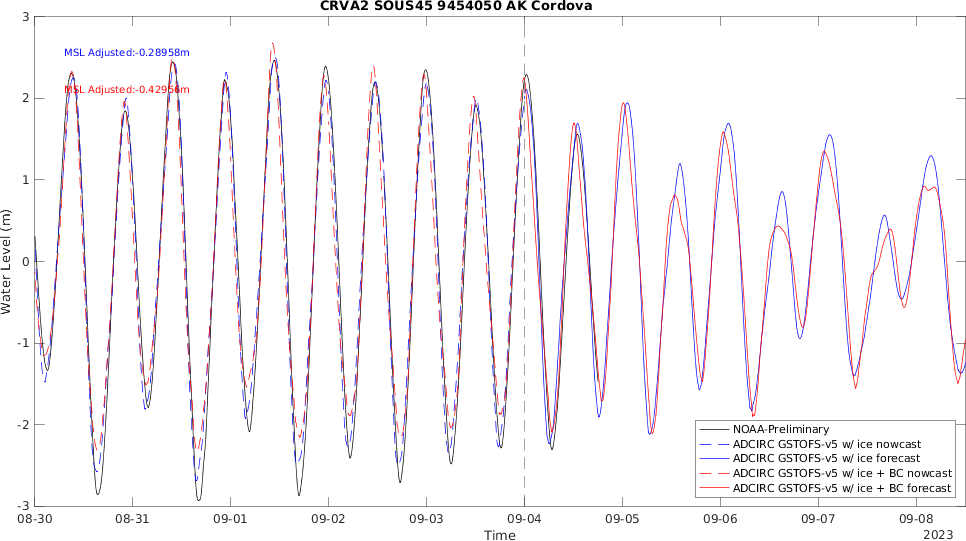 CRVA2 SOUS45 9454050 AK Cordova
MSL Adjusted:-0.28958m
MSL Adjusted:-0.42956m
Water Level (m)
3
2
1
0
-1
-2
-3
NOAA-Preliminary
ADCIRC GSTOFS-v5 w/ ice nowcast
ADCIRC GSTOFS-v5 w/ ice forecast
ADCIRC GSTOFS-v5 w/ ice + BC nowcast
ADCIRC GSTOFS-v5 w/ ice + BC forecast
08-30 08-31 09-01 09-02 09-03 09-04 09-05 09-06 09-07 09-08
Time
2023